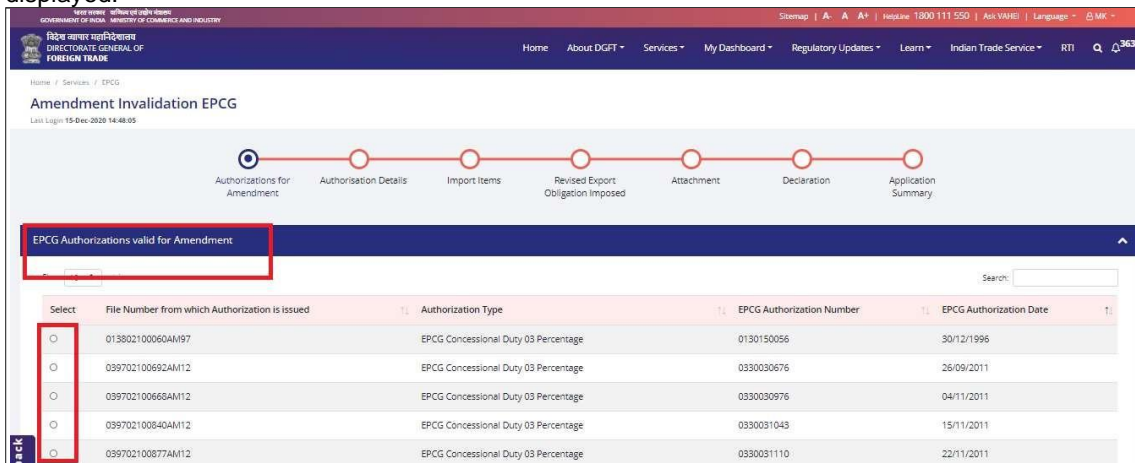 displayed.
भारत सरकार वाणिज्य एवं उद्योग मंत्रालय
GOVERNMENT OF INDIA MINISTRY OF COMMERCE AND INDUSTRY
Sitemap | A- A A+ | Helpline 1800 111 550 | Ask VAHEI | Language MK
विदेश व्यापार महानिदेशालय
DIRECTORATE GENERAL OF
FOREIGN TRADE
Home About DGFT Services My Dashboard Regulatory Updates Learn Indian Trade Service RTI 363
Home / Services / EPCG
Amendment Invalidation EPCG
Last Login 15-Dec-2020 14:48:05
Authorizations for Amendment
Authorisation Details
Import Items
Revised Export Obligation Imposed
Attachment
Declaration
Application Summary
EPCG Authorizations valid for Amendment
Search:
Select File Number from which Authorization is issued Authorization Type EPCG Authorization Number EPCG Authorization Date
013802100060AM97 EPCG Concessional Duty 03 Percentage 0130150056 30/12/1996
039702100692AM12 EPCG Concessional Duty 03 Percentage 0330030676 26/09/2011
039702100668AM12 EPCG Concessional Duty 03 Percentage 0330030976 04/11/2011
039702100840AM12 EPCG Concessional Duty 03 Percentage 0330031043 15/11/2011
039702100877AM12 EPCG Concessional Duty 03 Percentage 0330031110 22/11/2011